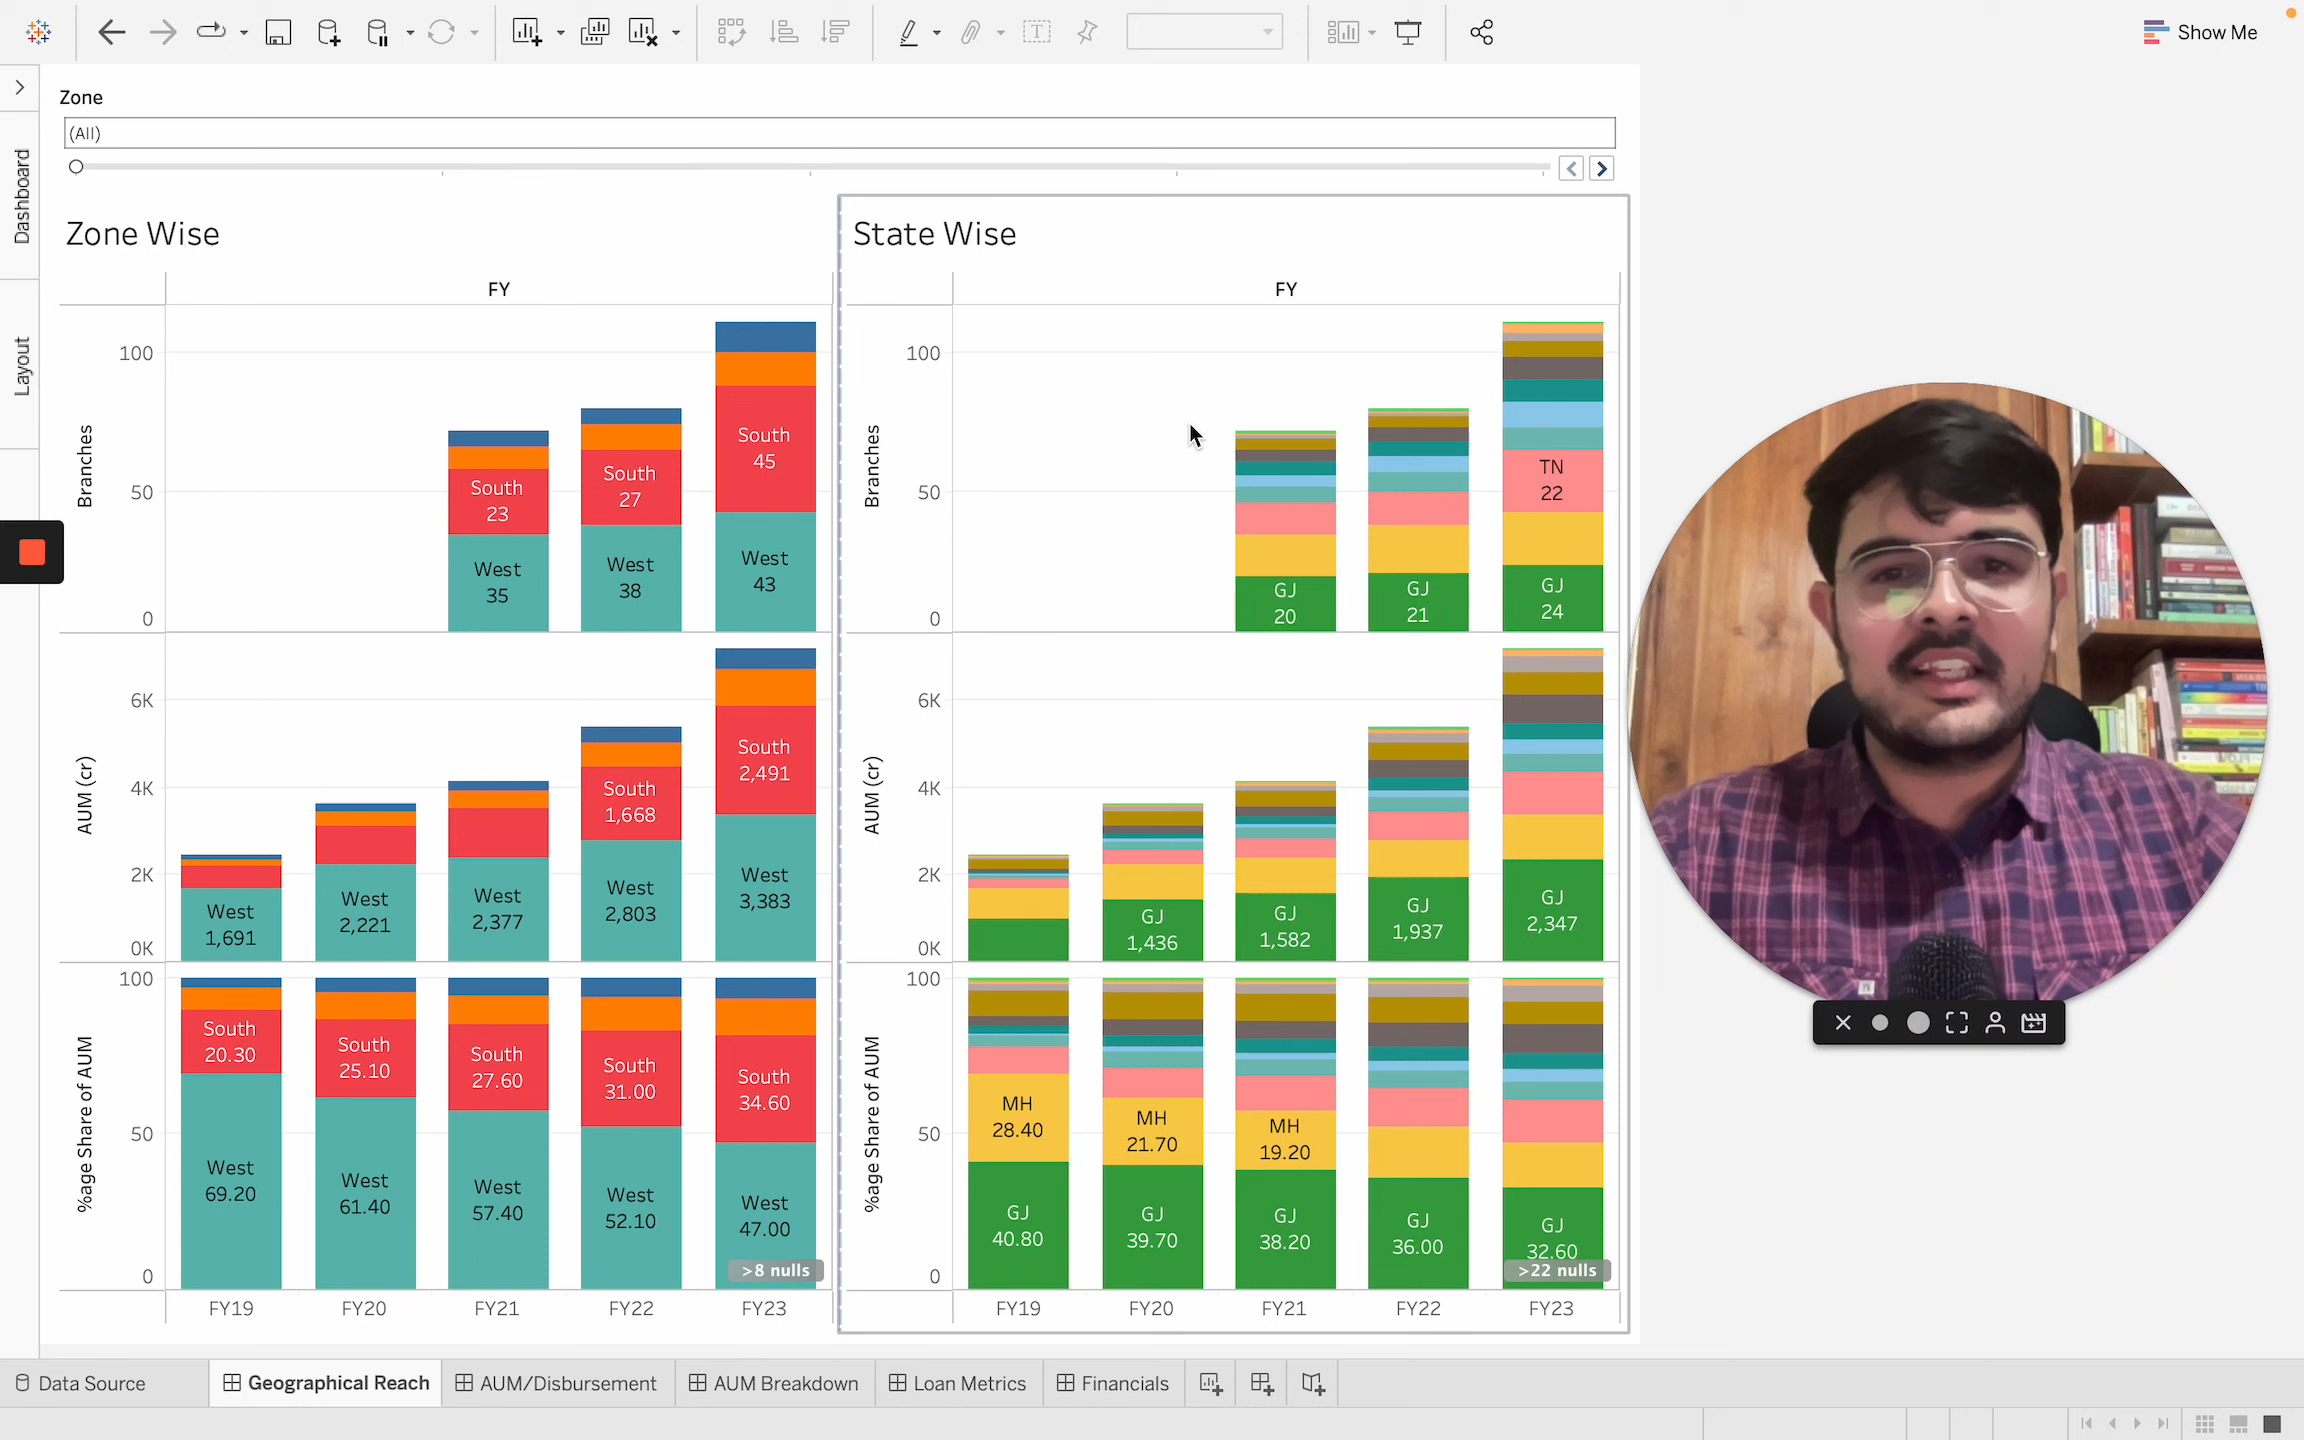 Show Me
Dashboard
Layout
Zone
(All)
Zone Wise
FY
Branches
100
50
0
South
23
West
35
South
27
West
38
South
45
West
43
AUM (cr)
6K
4K
2K
0K
West
1,691
West
2,221
West
2,377
South
1,668
West
2,803
South
2,491
West
3,383
%age Share of AUM
100
50
0
South
20.30
West
69.20
South
25.10
West
61.40
South
27.60
West
57.40
South
31.00
West
52.10
South
34.60
West
47.00
>8 nulls
FY19
FY20
FY21
FY22
FY23
State Wise
FY
Branches
100
50
0
GJ
20
GJ
21
TN
22
GJ
24
AUM (cr)
6K
4K
2K
0K
GJ
1,436
GJ
1,582
GJ
1,937
GJ
2,347
%age Share of AUM
100
50
0
MH
28.40
GJ
40.80
MH
21.70
GJ
39.70
MH
19.20
GJ
38.20
GJ
36.00
GJ
32.60
>22 nulls
FY19
FY20
FY21
FY22
FY23
Data Source
Geographical Reach
AUM/Disbursement
AUM Breakdown
Loan Metrics
Financials